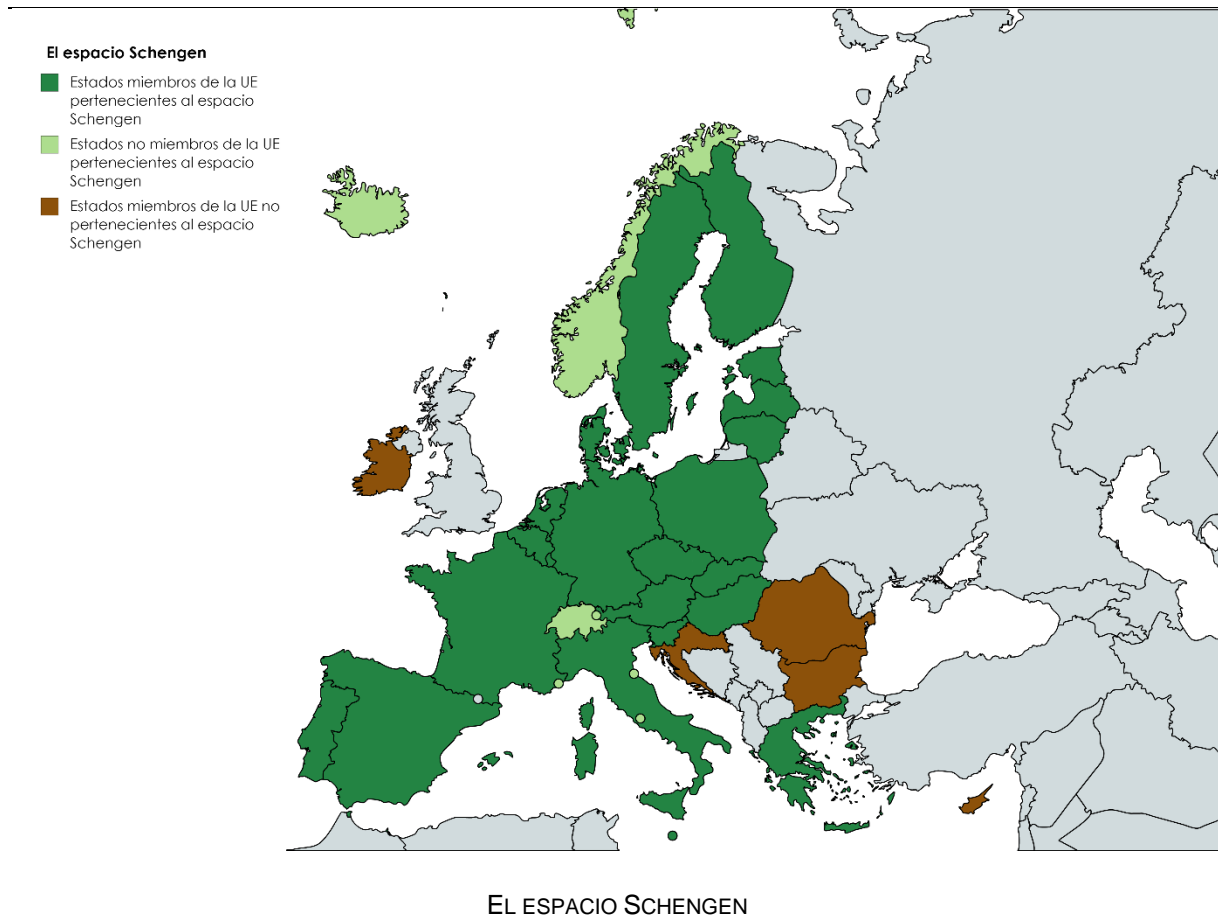 El espacio Schengen
Estados miembros de la UE
pertenecientes al espacio
Schengen
Estados no miembros de la UE
pertenecientes al espacio
Schengen
Estados miembros de la UE no
pertenecientes al espacio
Schengen
EL ESPACIO SCHENGEN